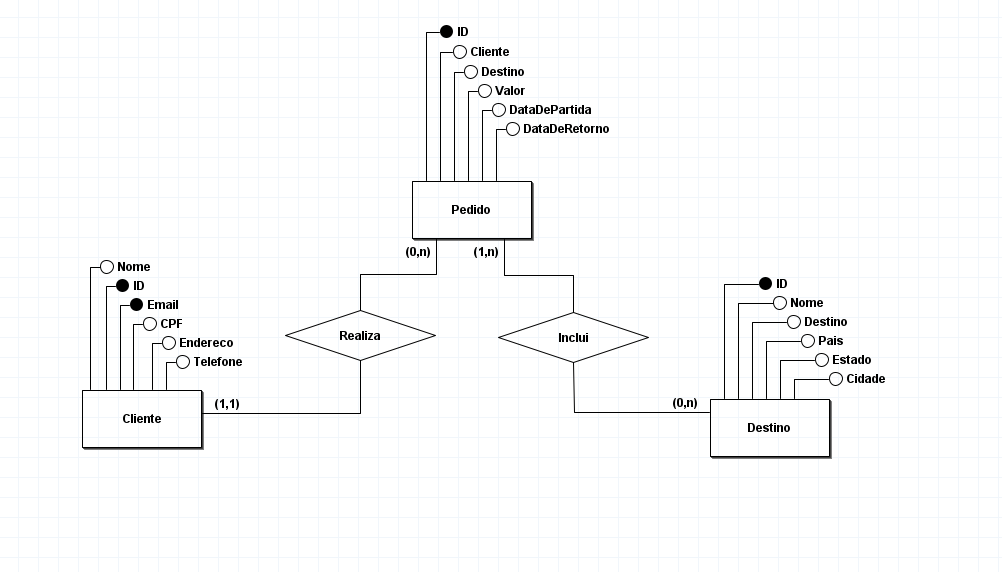 ID
Cliente
Destino
Valor
DataDePartida
DataDeRetorno
Pedido
(0,n)
(1,n)
Nome
ID
Email
CPF
Endereco
Telefone
Cliente
(1,1)
Realiza
Inclui
(0,n)
ID
Nome
Destino
Pais
Estado
Cidade
Destino